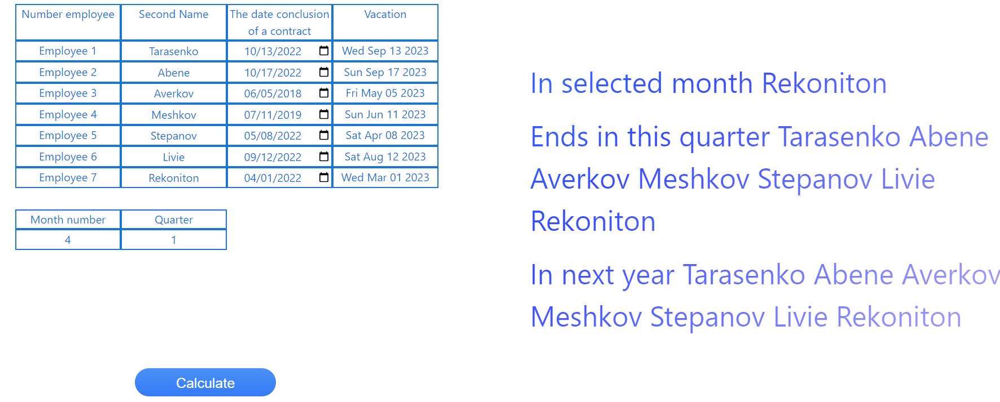 Number employee Second Name The date conclusion of a contract Vacation
Employee 1 Tarasenko 10/13/2022 Wed Sep 13 2023
Employee 2 Abene 10/17/2022 Sun Sep 17 2023
Employee 3 Averkov 06/05/2018 Fri May 05 2023
Employee 4 Meshkov 07/11/2019 Sun Jun 11 2023
Employee 5 Stepanov 05/08/2022 Sat Apr 08 2023
Employee 6 Livie 09/12/2022 Sat Aug 12 2023
Employee 7 Rekoniton 04/01/2022 Wed Mar 01 2023
Month number Quarter
4 1
Calculate
In selected month Rekoniton
Ends in this quarter Tarasenko Abene
Averkov Meshkov Stepanov Livie
Rekoniton
In next year Tarasenko Abene Averkov
Meshkov Stepanov Livie Rekoniton